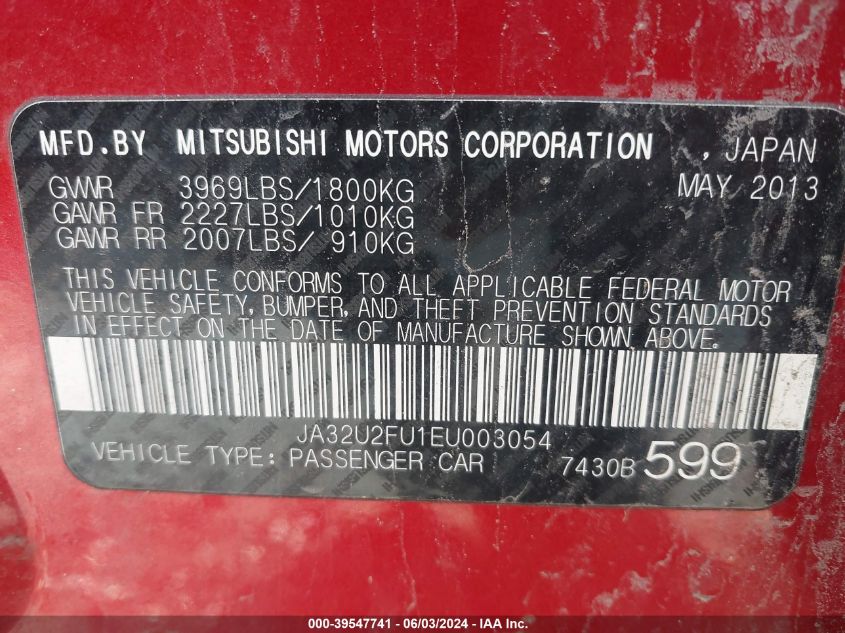 MFD.BY MITSUBISHI MOTORS CORPORATION , JAPAN
GVWR 3969LBS/1800KG MAY 2013
GAWR FR 2227LBS/1010KG
GAWR RR 2007LBS/ 910KG
THIS VEHICLE CONFORMS TO ALL APPLICABLE FEDERAL MOTOR
VEHICLE SAFETY, BUMPER, AND THEFT PREVENTION STANDARDS
IN EFFECT ON THE DATE OF MANUFACTURE SHOWN ABOVE.
JA32U2FU1EU003054
VEHICLE TYPE: PASSENGER CAR 7430B 599
000-39547741 - 06/03/2024 - IAA Inc.